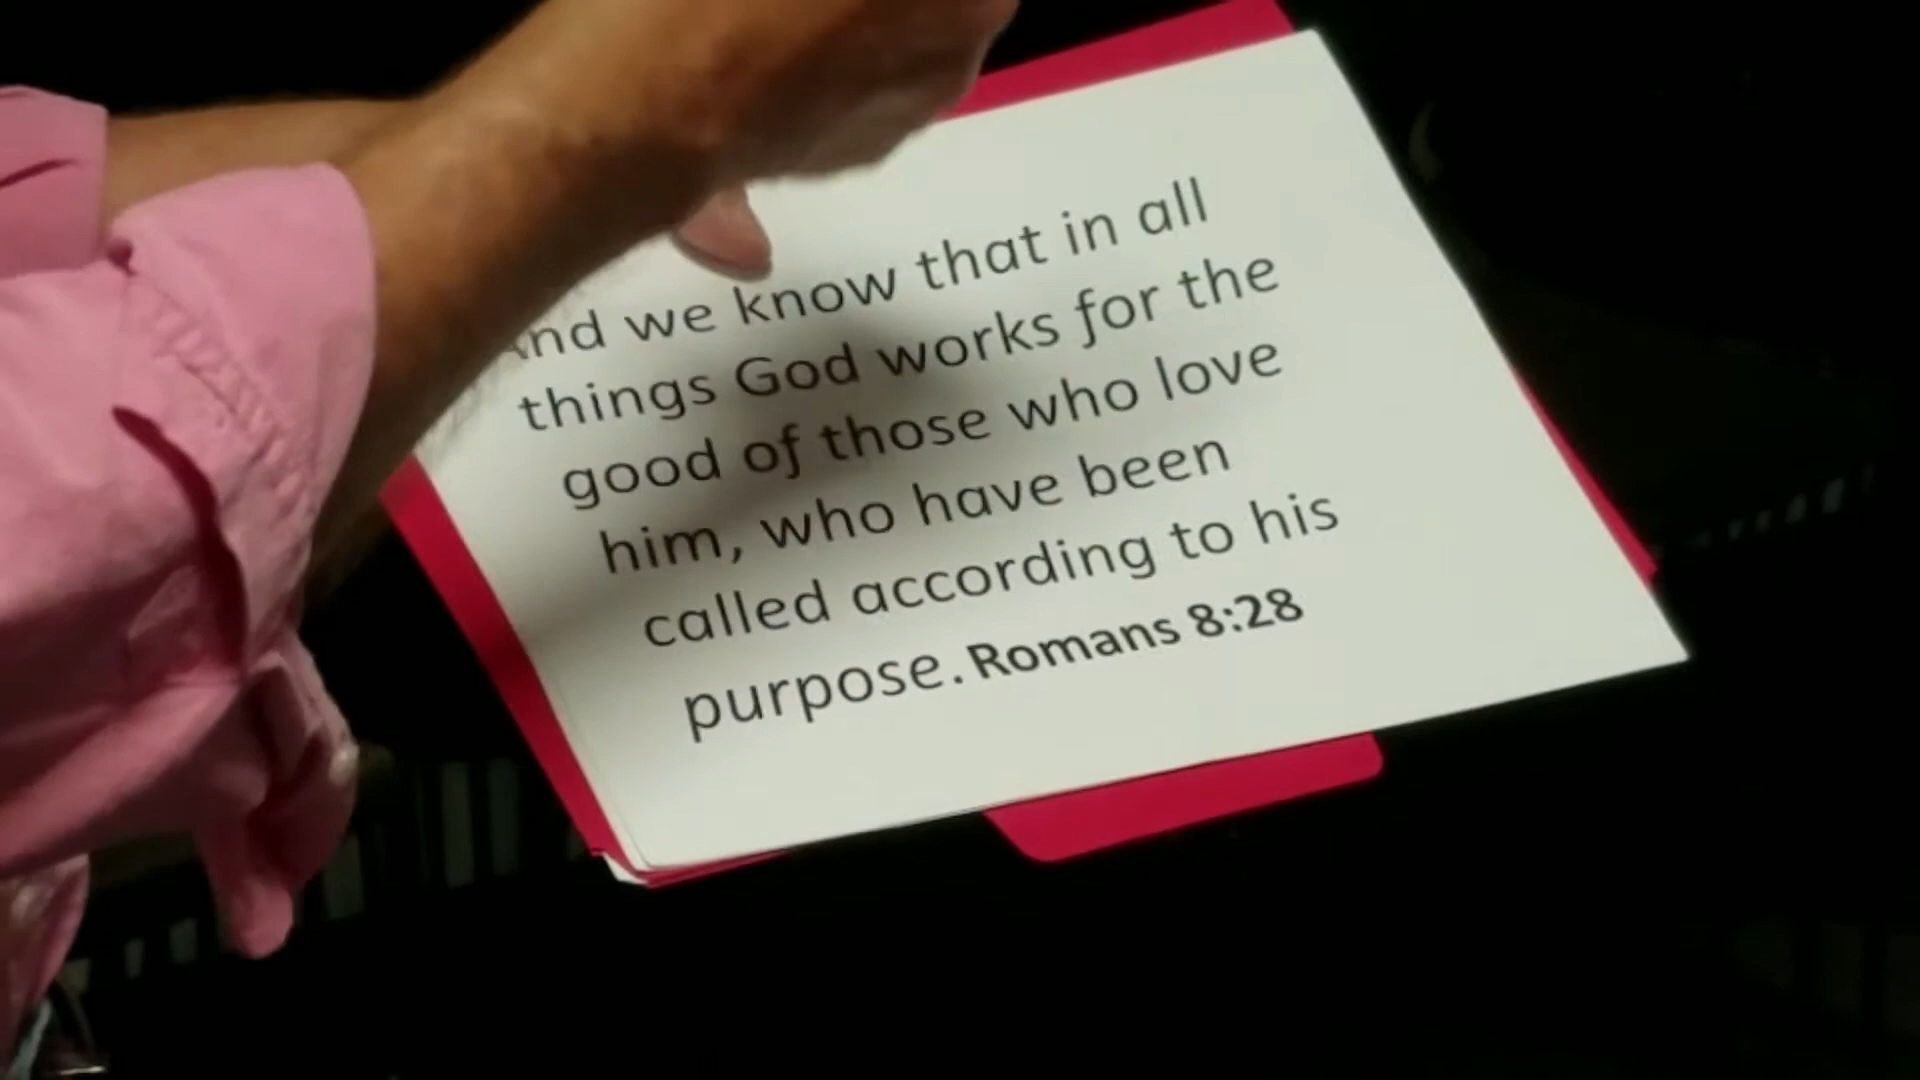 And we know that in all
things God works for the
good of those who love
him, who have been
called according to his
purpose. Romans 8:28